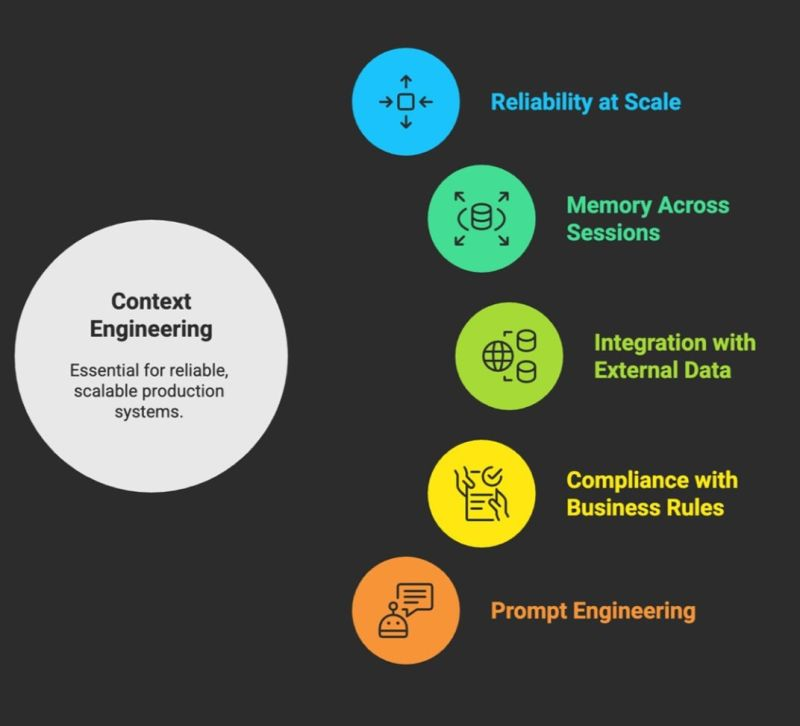 Reliability at Scale
Memory Across
Sessions
Context
Engineering
Essential for reliable,
scalable production
systems.
Integration with
External Data
Compliance with
Business Rules
Prompt Engineering